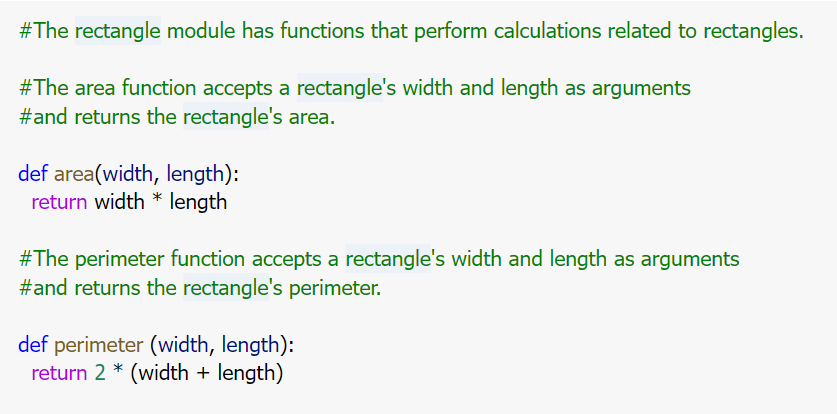 #The rectangle module has functions that perform calculations related to rectangles.
#The area function accepts a rectangle's width and length as arguments
#and returns the rectangle's area.
def area(width, length):
return width * length
#The perimeter function accepts a rectangle's width and length as arguments
#and returns the rectangle's perimeter.
def perimeter (width, length):
return 2 * (width + length)